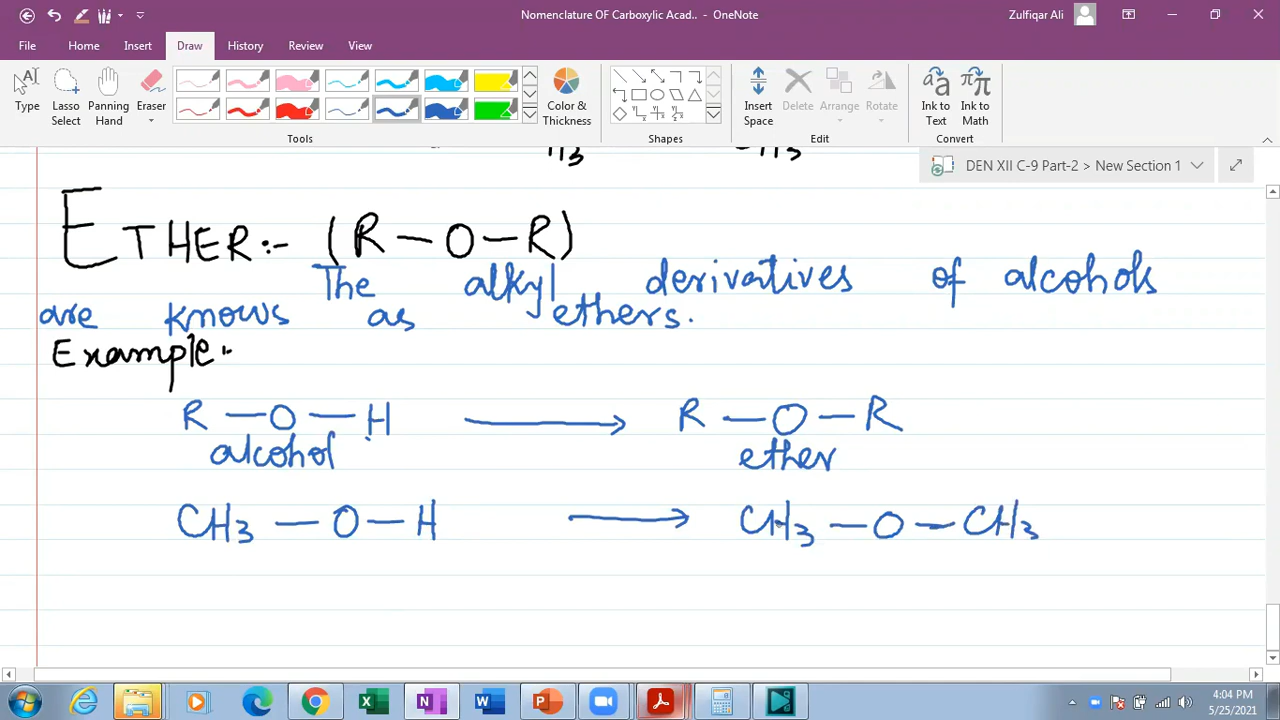 Nomenclature OF Carboxylic Acad.. - OneNote
Zulfiqar Ali
File Home Insert Draw History Review View
Type Lasso Select Panning Hand Eraser Color & Thickness Insert Space Delete Arrange Rotate Ink to Text Ink to Math
Tools Shapes Edit Convert
H3 CH3
DEN XII C-9 Part-2 > New Section 1
ETHER:- (R — O — R)
The alkyl derivatives of alcohols
are knows as ethers.
Example:
R — O — H ⟶ R — O — R
alcohol ether
CH3 — O — H ⟶ CH3 — O — CH3
4:04 PM
5/25/2021